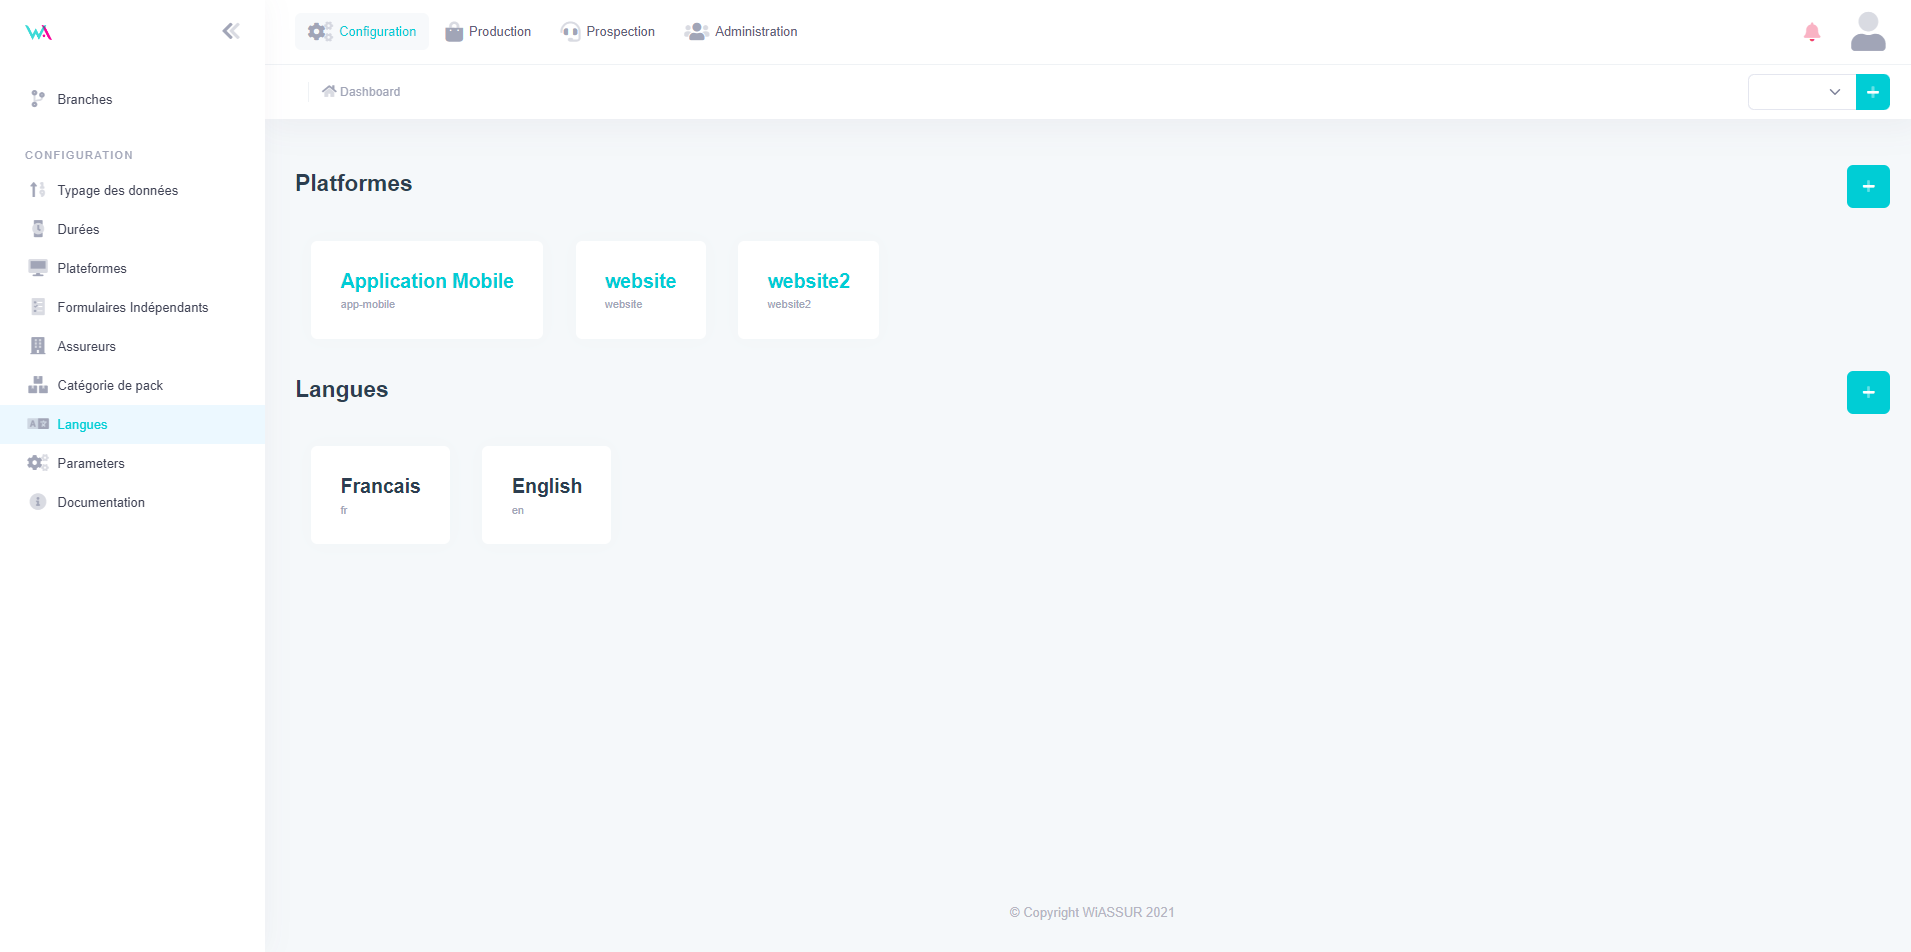 WA
Configuration
Production
Prospection
Administration
Dashboard
Branches
CONFIGURATION
Typage des données
Durées
Plateformes
Formulaires Indépendants
Assureurs
Catégorie de pack
Langues
Parameters
Documentation
Platformes
Application Mobile
app-mobile
website
website
website2
website2
Langues
Francais
fr
English
en
© Copyright WiASSUR 2021